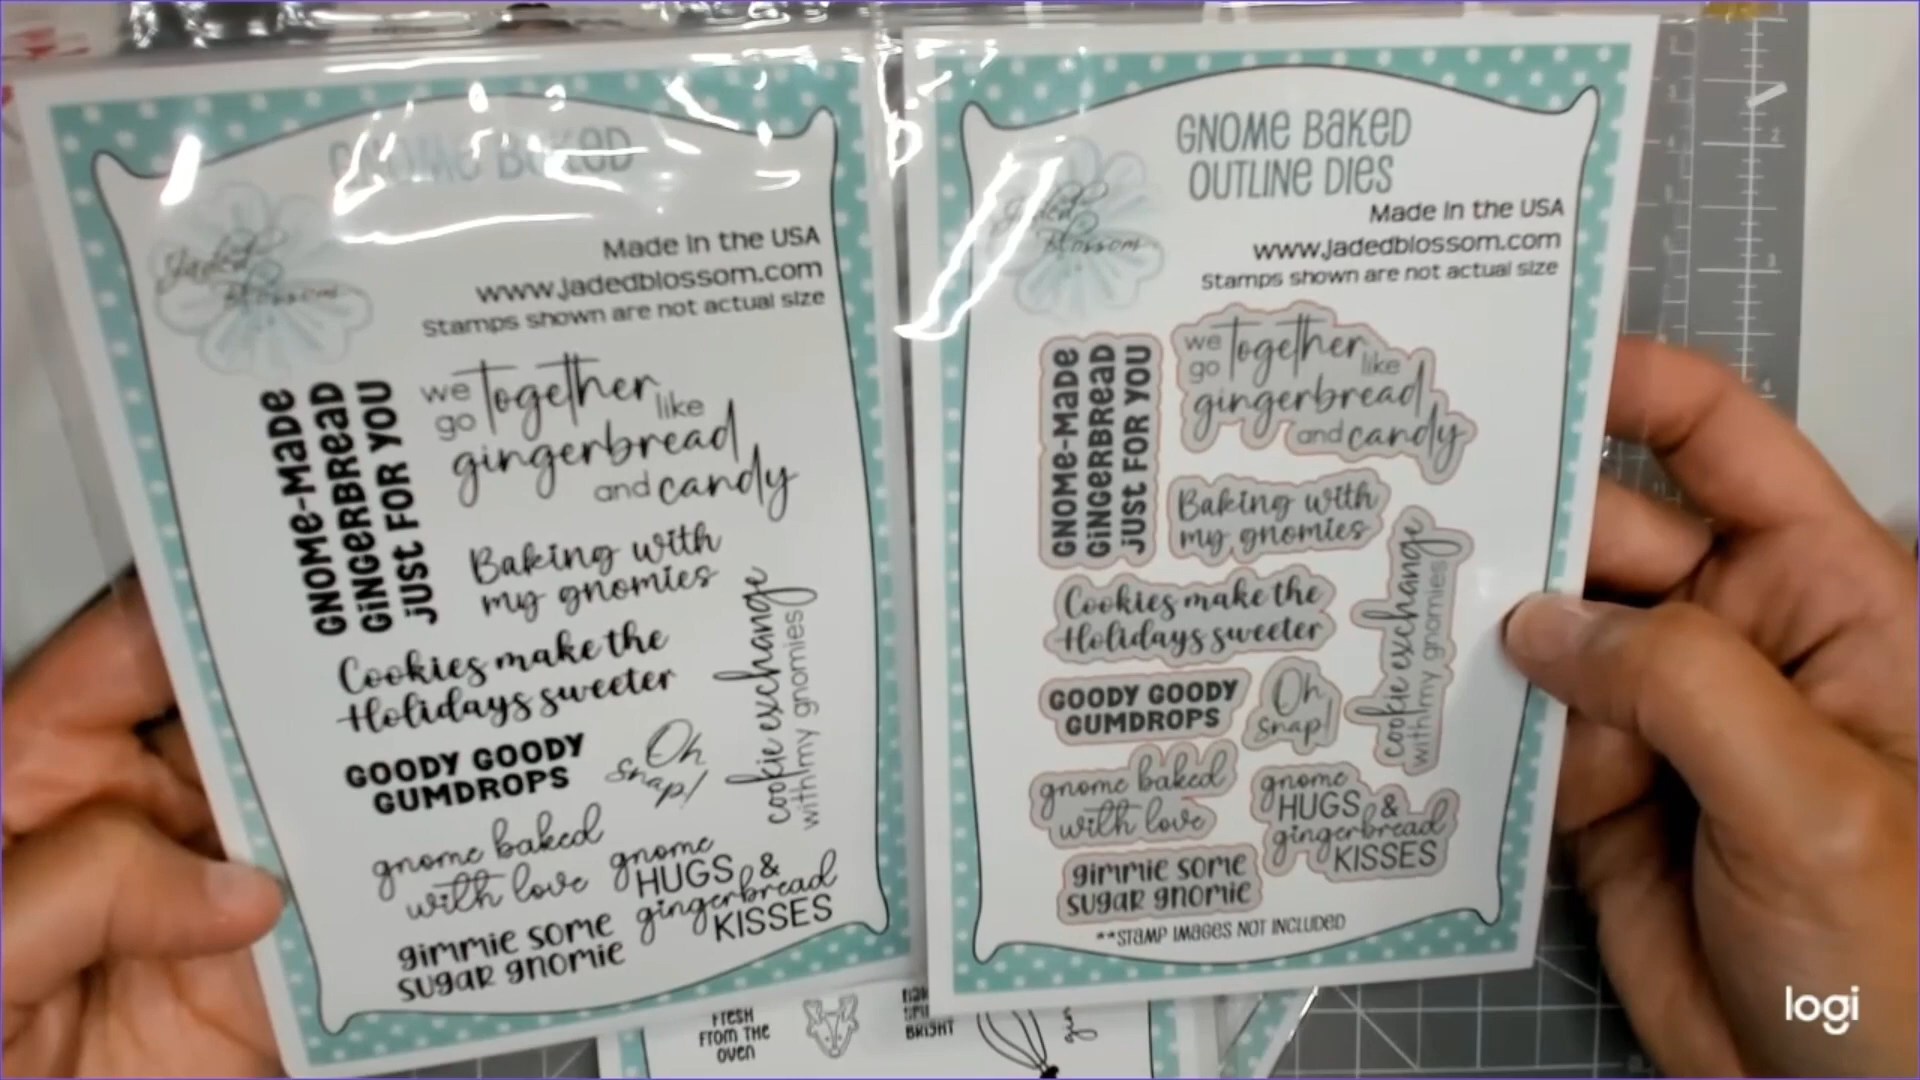 GNOME BAKED
Jaded
Blossom
Made in the USA
www.jadedblossom.com
Stamps shown are not actual size
GNOME-MADE
GINGERBREAD
JUST FOR YOU
we
go together like
gingerbread
and candy
Baking with
my gnomies
cookie exchange
with my gnomies
Cookies make the
Holidays sweeter
GOODY GOODY
GUMDROPS
Oh
snap!
gnome baked
with love
gnome
HUGS &
gingerbread
KISSES
gimmie some
sugar gnomie
GNOME BAKED
OUTLINE DIES
Jaded
Blossom
Made in the USA
www.jadedblossom.com
Stamps shown are not actual size
GNOME-MADE
GINGERBREAD
JUST FOR YOU
we
go together like
gingerbread
and candy
Baking with
my gnomies
cookie exchange
with my gnomies
Cookies make the
Holidays sweeter
GOODY GOODY
GUMDROPS
Oh
snap!
gnome baked
with love
gnome
HUGS &
gingerbread
KISSES
gimmie some
sugar gnomie
**STAMP IMAGES NOT INCLUDED
FRESH
FROM THE
OVEN
BRIGHT
logi